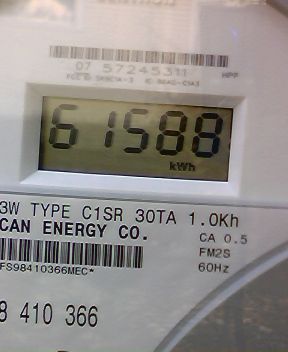 07 57245311 HPP
61588
kWh
3W TYPE C1SR 30TA 1.0Kh
CAN ENERGY CO. CA 0.5
FM2S
FS98410366MEC* 60Hz
8 410 366